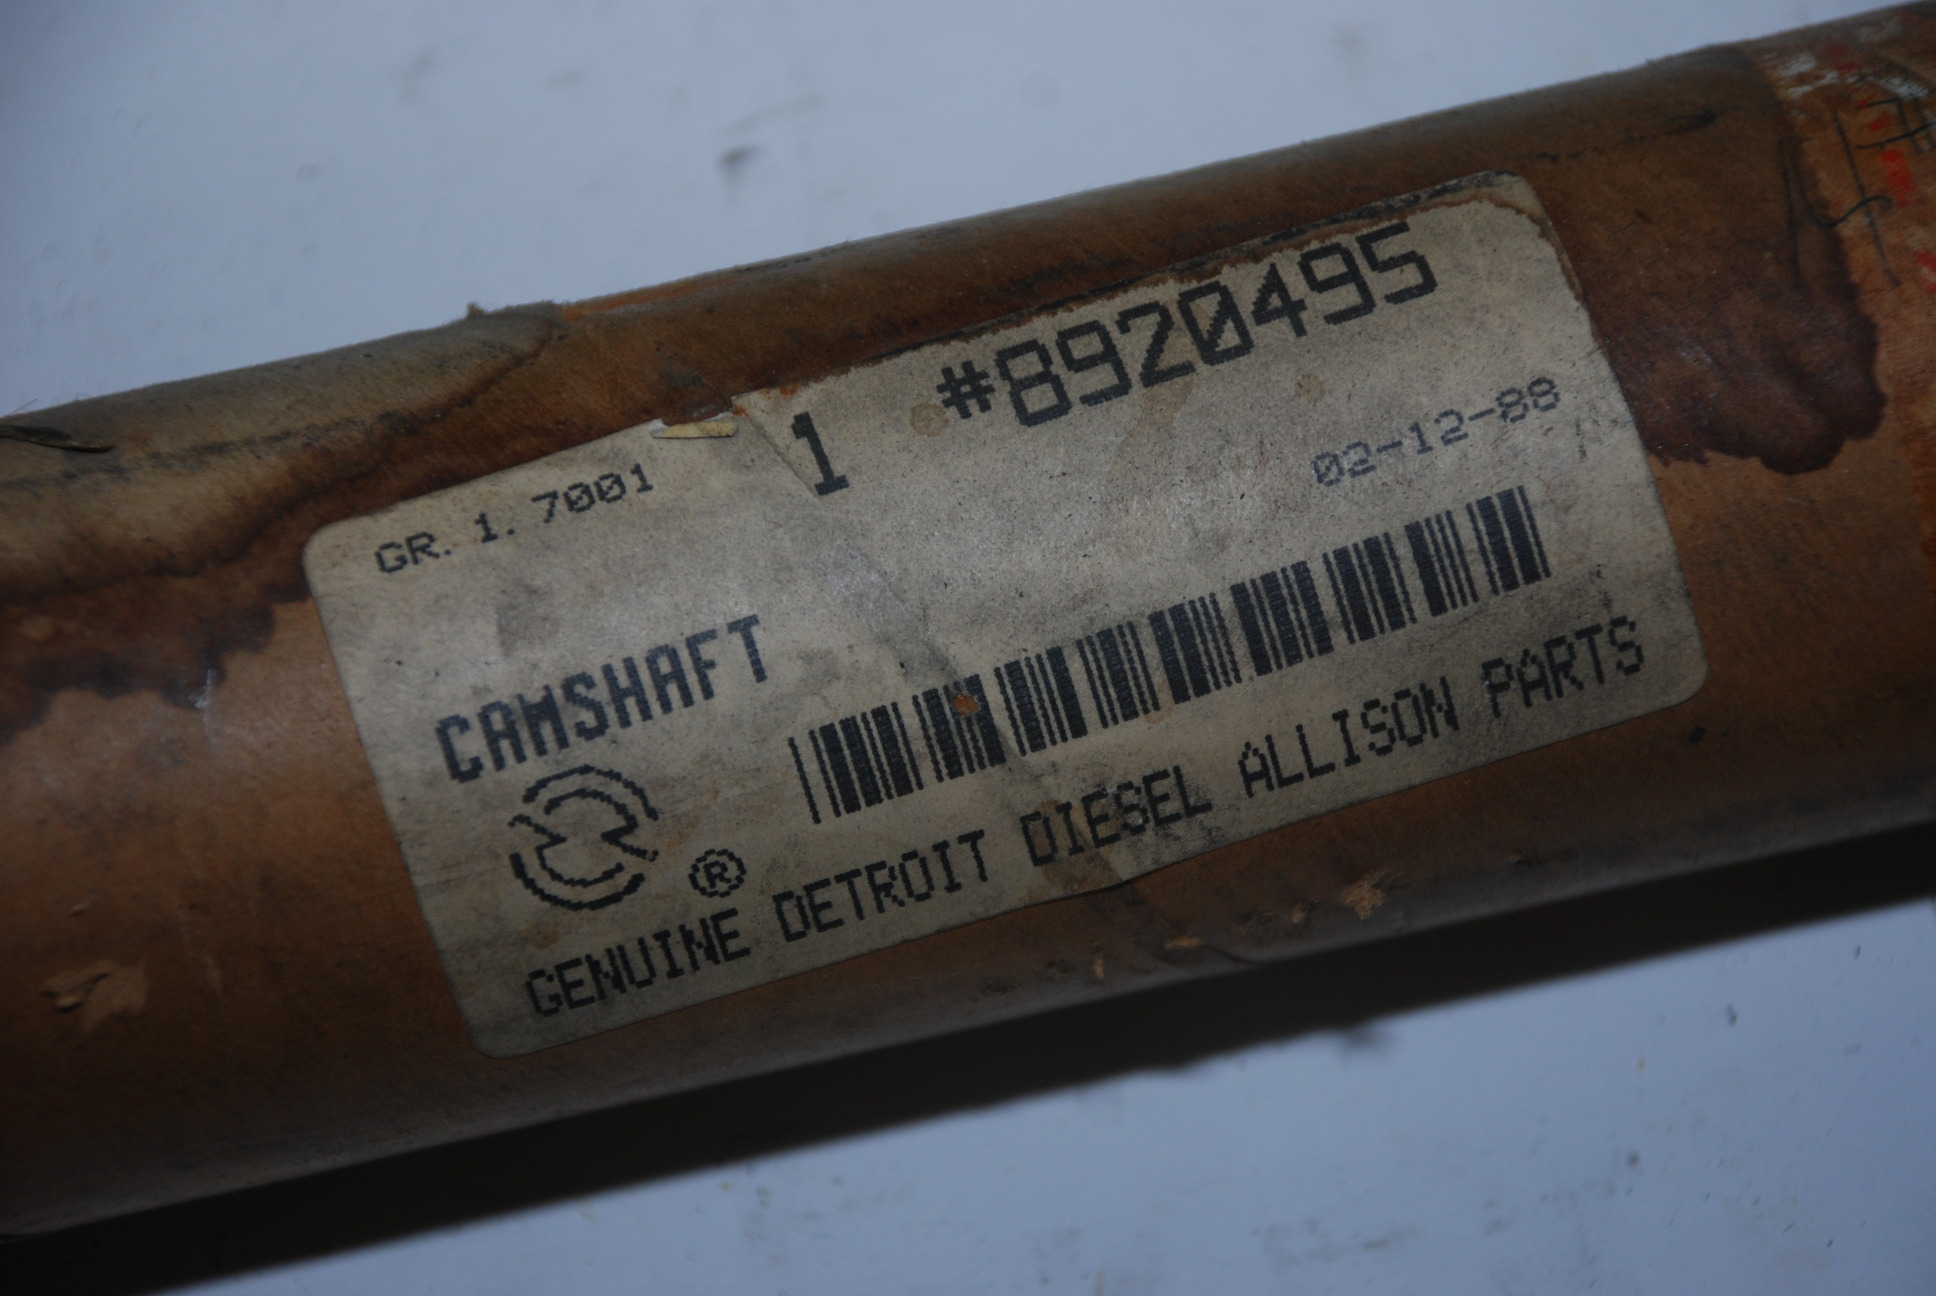 1 #8920495
GR. 1.7001
02-12-88
CAMSHAFT
®
GENUINE DETROIT DIESEL ALLISON PARTS